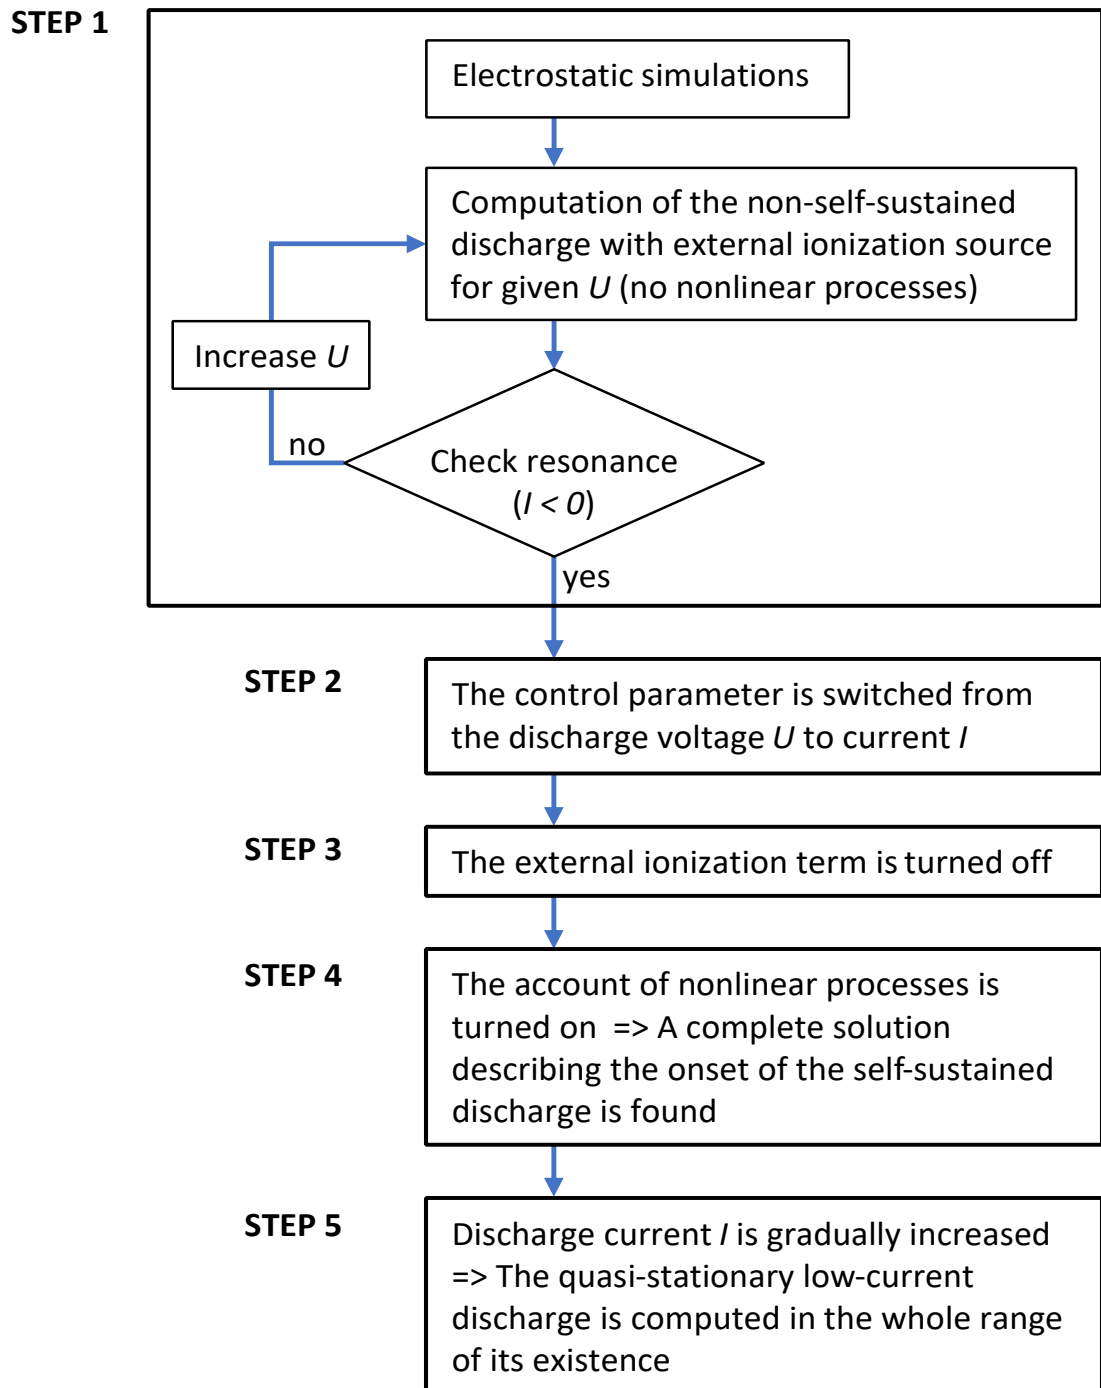 STEP 1
Electrostatic simulations
Computation of the non-self-sustained
discharge with external ionization source
for given U (no nonlinear processes)
Increase U
no
Check resonance
(I < 0)
yes
STEP 2
The control parameter is switched from
the discharge voltage U to current I
STEP 3
The external ionization term is turned off
STEP 4
The account of nonlinear processes is
turned on => A complete solution
describing the onset of the self-sustained
discharge is found
STEP 5
Discharge current I is gradually increased
=> The quasi-stationary low-current
discharge is computed in the whole range
of its existence